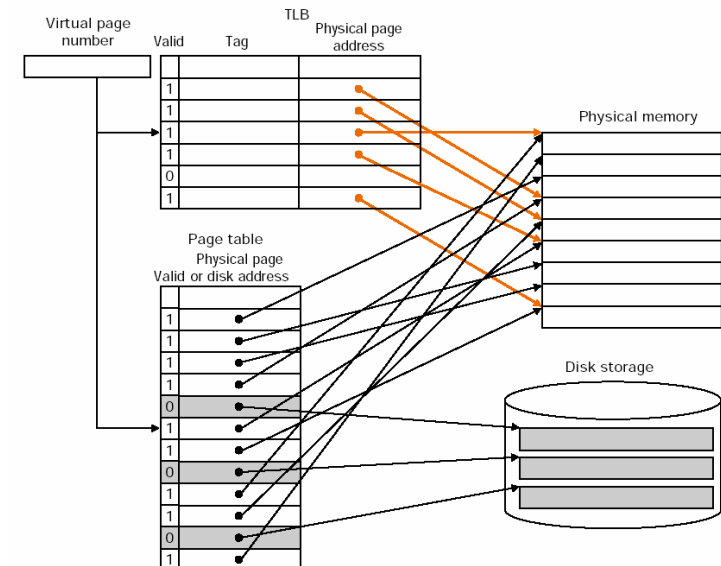 TLB
Virtual page
number
Valid
Tag
Physical page
address
1
1
1
1
0
1
Physical memory
Page table
Physical page
Valid or disk address
1
1
1
1
0
1
1
0
1
1
0
1
Disk storage